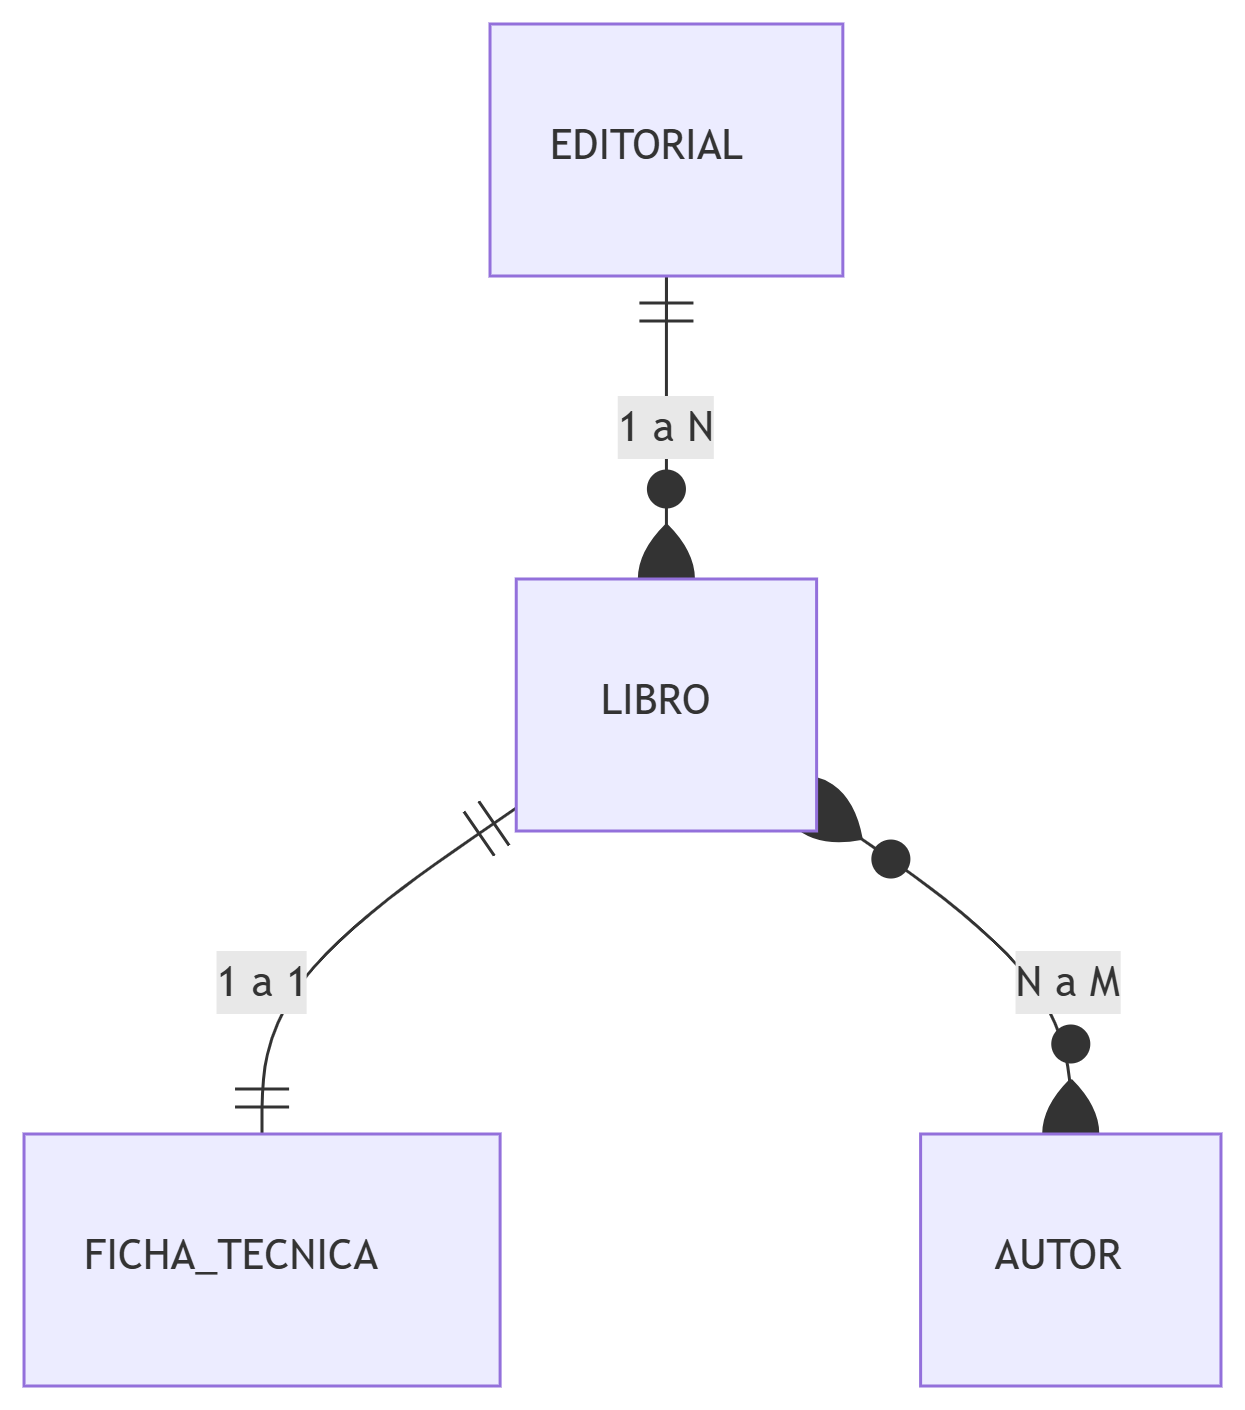 EDITORIAL
1 a N
LIBRO
1 a 1
N a M
FICHA_TECNICA
AUTOR